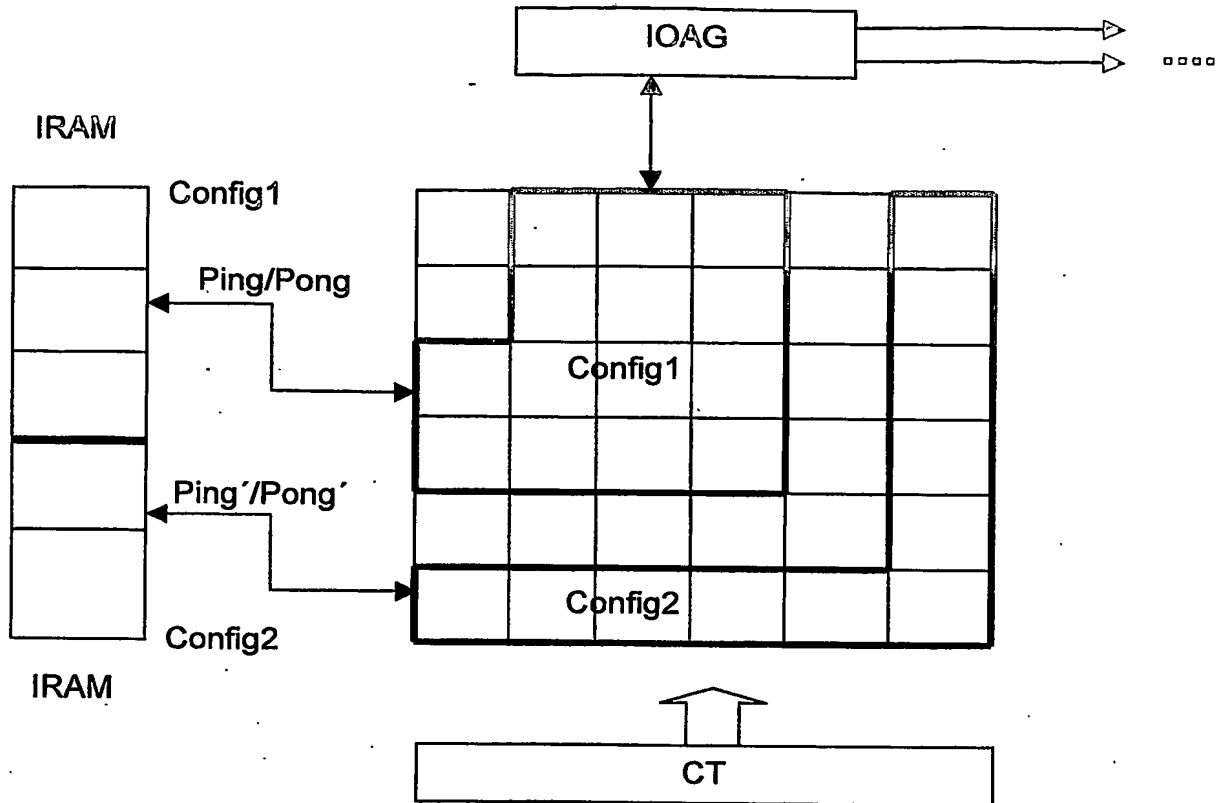 IOAG
IRAM
Config1
Ping/Pong
Config1
Ping´/Pong´
Config2
Config2
IRAM
CT